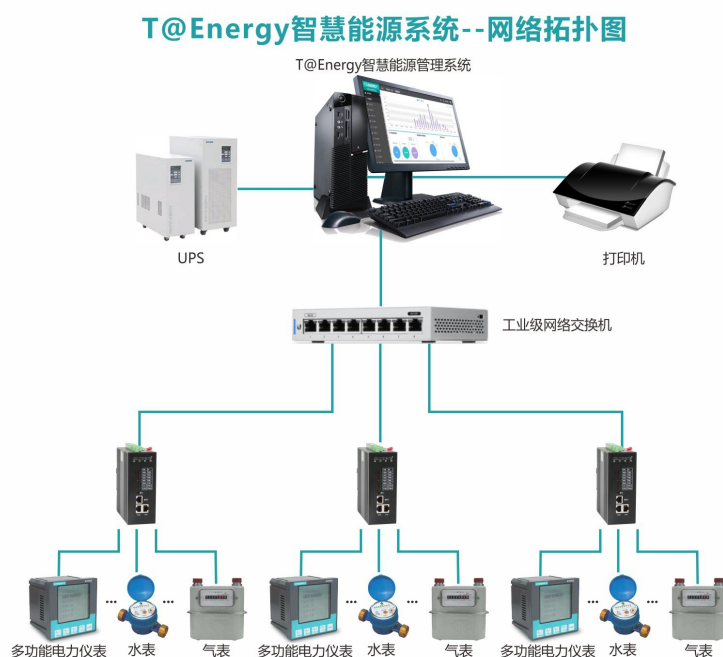 T@Energy智慧能源系统--网络拓扑图
T@Energy智慧能源管理系统
UPS
打印机
工业级网络交换机
... ... ... ... ... ...
多功能电力仪表 水表 气表 多功能电力仪表 水表 气表 多功能电力仪表 水表 气表